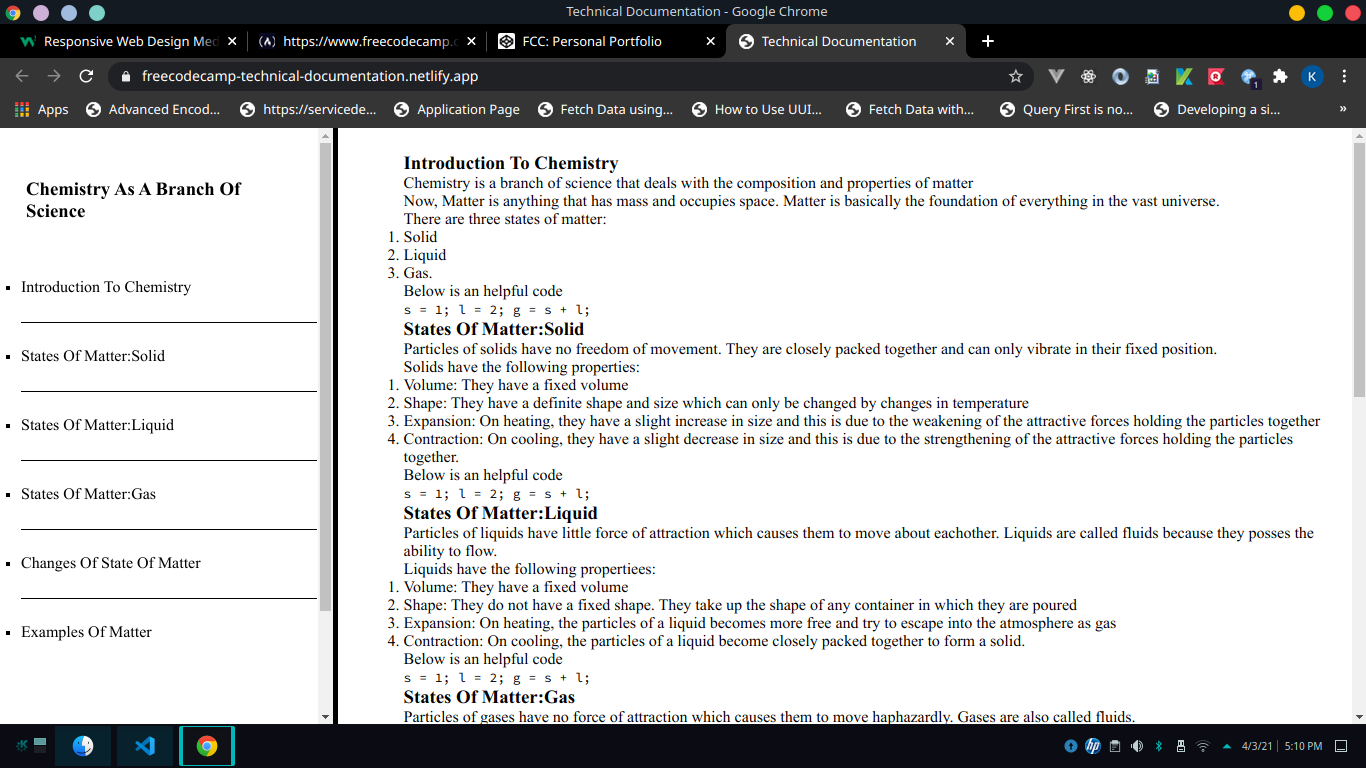 Technical Documentation - Google Chrome
Responsive Web Design Med
https://www.freecodecamp.c
FCC: Personal Portfolio
Technical Documentation
freecodecamp-technical-documentation.netlify.app
K
1
Apps
Advanced Encod...
https://servicede...
Application Page
Fetch Data using...
How to Use UUI...
Fetch Data with...
Query First is no...
Developing a si...
»
Chemistry As A Branch Of
Science
Introduction To Chemistry
States Of Matter:Solid
States Of Matter:Liquid
States Of Matter:Gas
Changes Of State Of Matter
Examples Of Matter
Introduction To Chemistry
Chemistry is a branch of science that deals with the composition and properties of matter
Now, Matter is anything that has mass and occupies space. Matter is basically the foundation of everything in the vast universe.
There are three states of matter:
1. Solid
2. Liquid
3. Gas.
Below is an helpful code
s = 1; l = 2; g = s + l;
States Of Matter:Solid
Particles of solids have no freedom of movement. They are closely packed together and can only vibrate in their fixed position.
Solids have the following properties:
1. Volume: They have a fixed volume
2. Shape: They have a definite shape and size which can only be changed by changes in temperature
3. Expansion: On heating, they have a slight increase in size and this is due to the weakening of the attractive forces holding the particles together
4. Contraction: On cooling, they have a slight decrease in size and this is due to the strengthening of the attractive forces holding the particles
together.
Below is an helpful code
s = 1; l = 2; g = s + l;
States Of Matter:Liquid
Particles of liquids have little force of attraction which causes them to move about eachother. Liquids are called fluids because they posses the
ability to flow.
Liquids have the following propertiees:
1. Volume: They have a fixed volume
2. Shape: They do not have a fixed shape. They take up the shape of any container in which they are poured
3. Expansion: On heating, the particles of a liquid becomes more free and try to escape into the atmosphere as gas
4. Contraction: On cooling, the particles of a liquid become closely packed together to form a solid.
Below is an helpful code
s = 1; l = 2; g = s + l;
States Of Matter:Gas
Particles of gases have no force of attraction which causes them to move haphazardly. Gases are also called fluids.
hp
4/3/21
5:10 PM